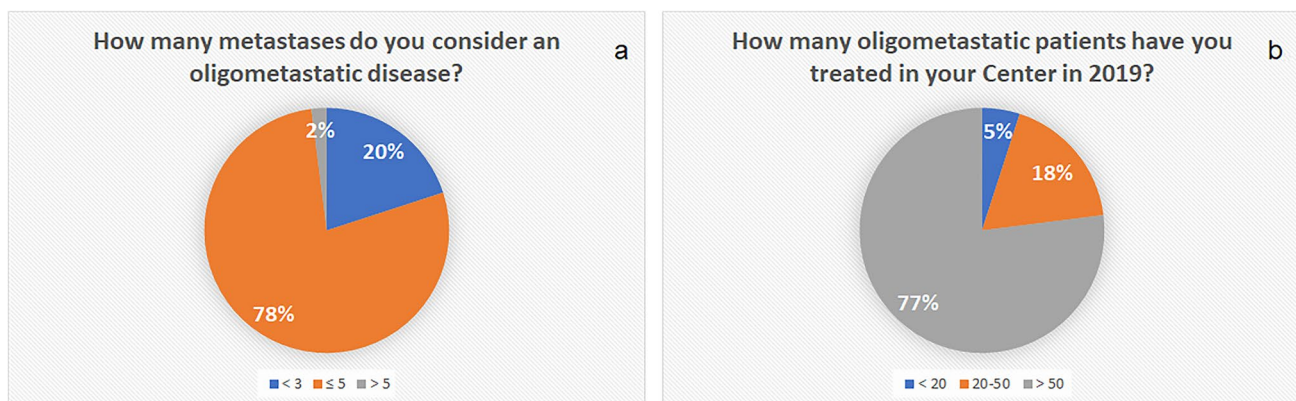 How many metastases do you consider an
oligometastatic disease?
a
2%
20%
78%
< 3 ≤ 5 > 5
How many oligometastatic patients have you
treated in your Center in 2019?
b
5%
18%
77%
< 20 20-50 > 50